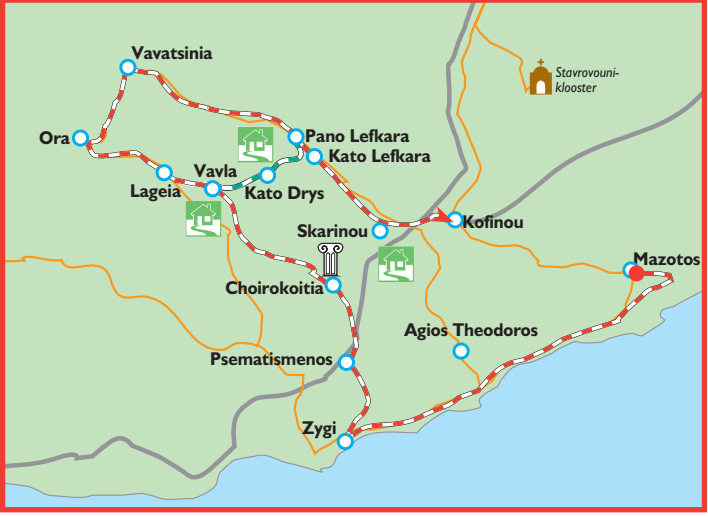 Vavatsinia
Stavrovouni-
klooster
Ora
Pano Lefkara
Kato Lefkara
Vavla
Lageia
Kato Drys
Skarinou
Kofinou
Mazotos
Choirokoitia
Agios Theodoros
Psematismenos
Zygi